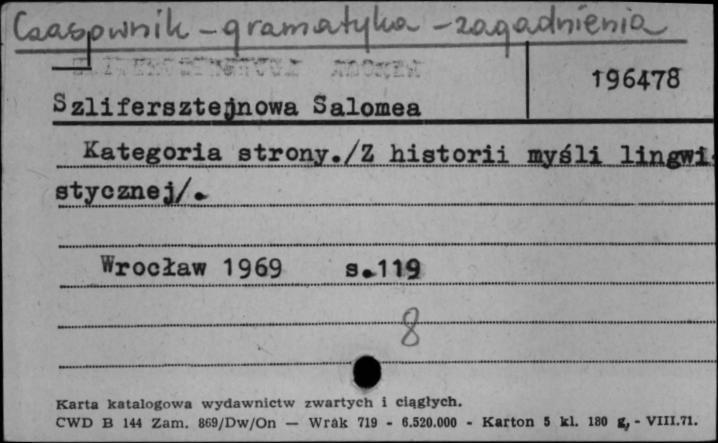 Czasownik - gramatyka - zagadnienia
196478
Szlifersztejnowa Salomea
Kategoria strony./Z historii myśli lingwi
stycznej/.
Wrocław 1969 s.119
8
Karta katalogowa wydawnictw zwartych i ciągłych.
CWD B 144 Zam. 869/Dw/On — Wrak 719 - 6.520.000 - Karton 5 kl. 180 g, - VIII.71.